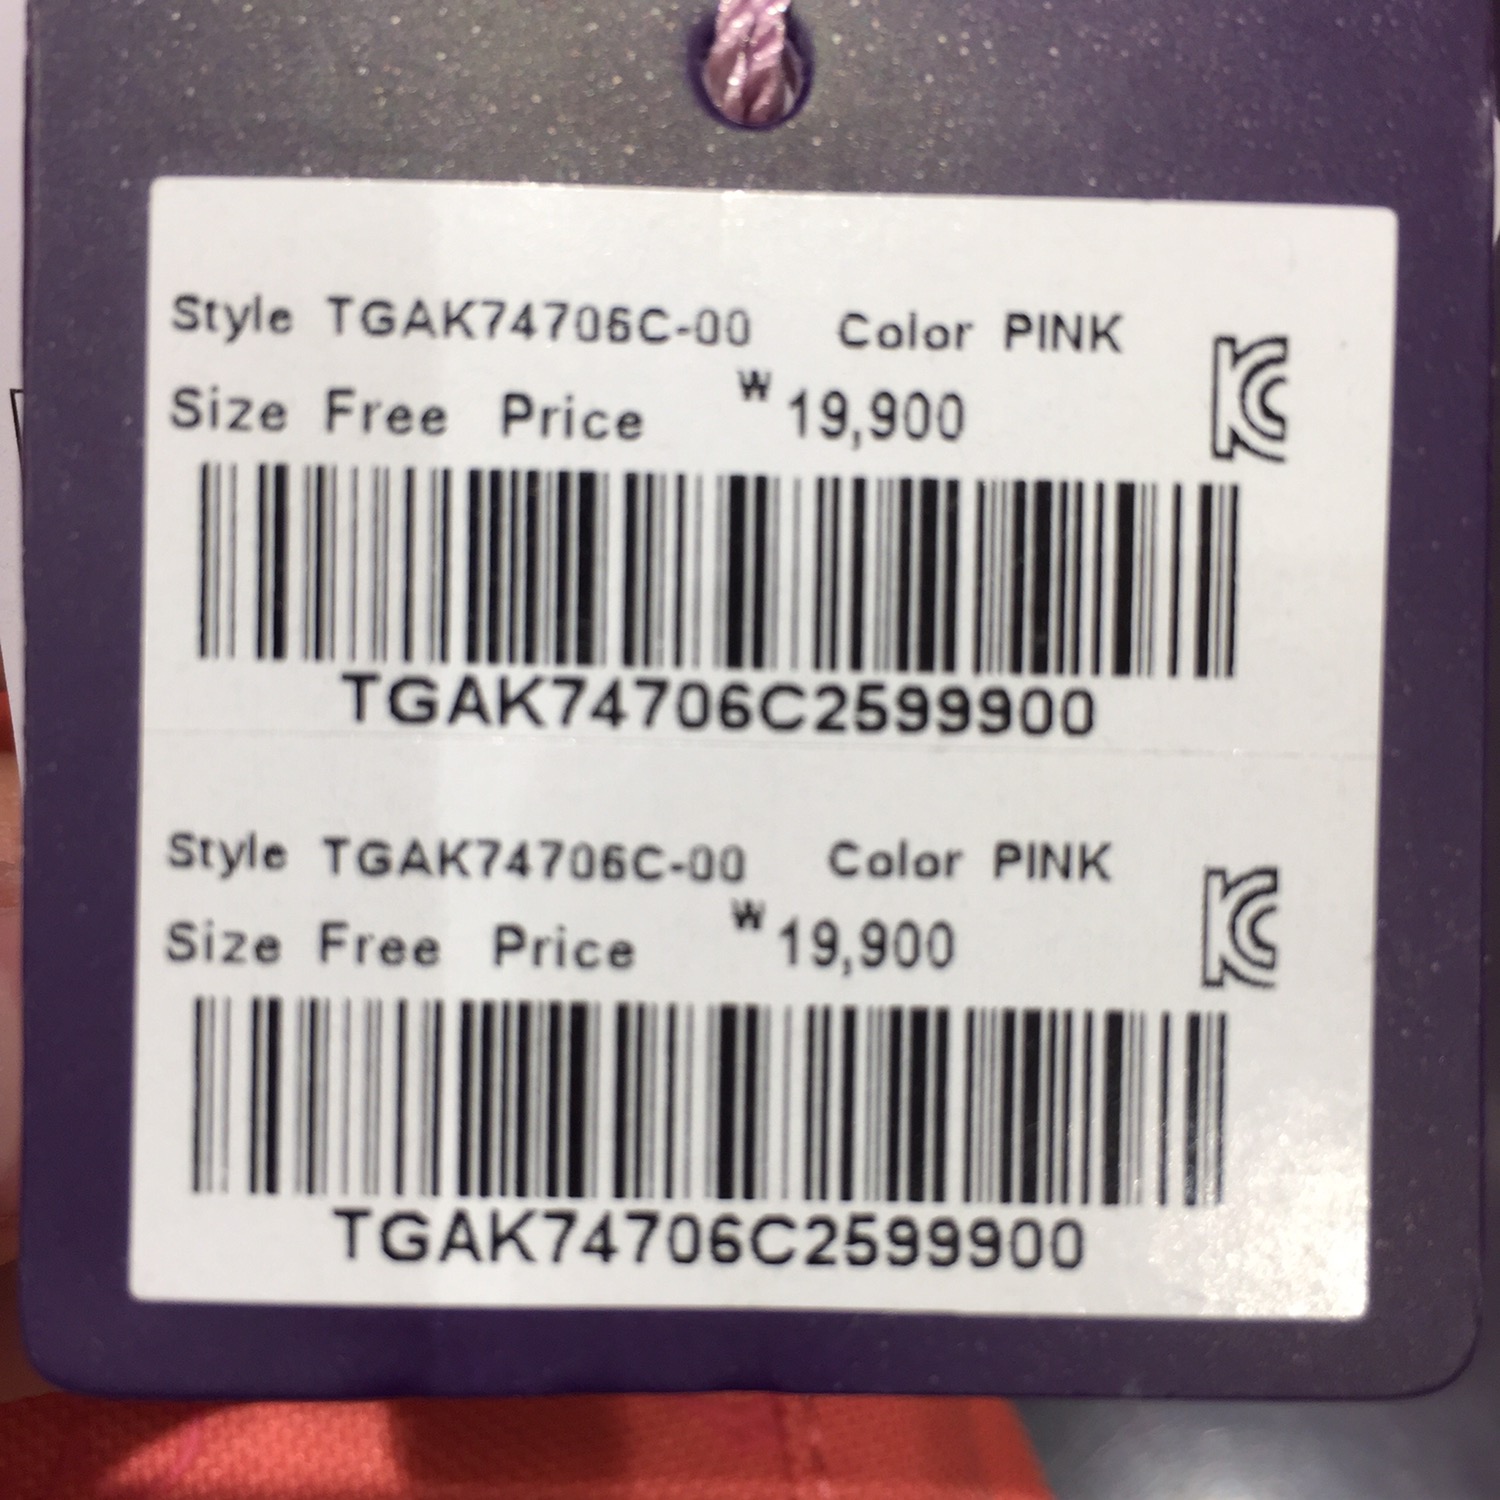 Style TGAK74706C-00 Color PINK
Size Free Price ₩ 19,900
TGAK74706C2599900
Style TGAK74706C-00 Color PINK
Size Free Price ₩ 19,900
TGAK74706C2599900